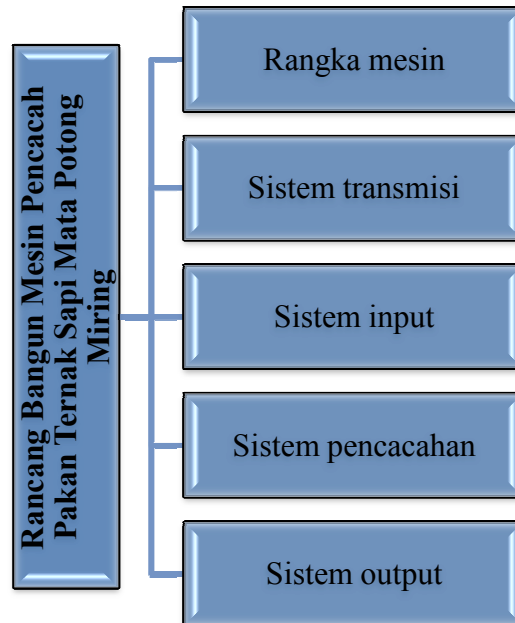 Rancang Bangun Mesin Pencacah
Pakan Ternak Sapi Mata Potong
Miring
Rangka mesin
Sistem transmisi
Sistem input
Sistem pencacahan
Sistem output